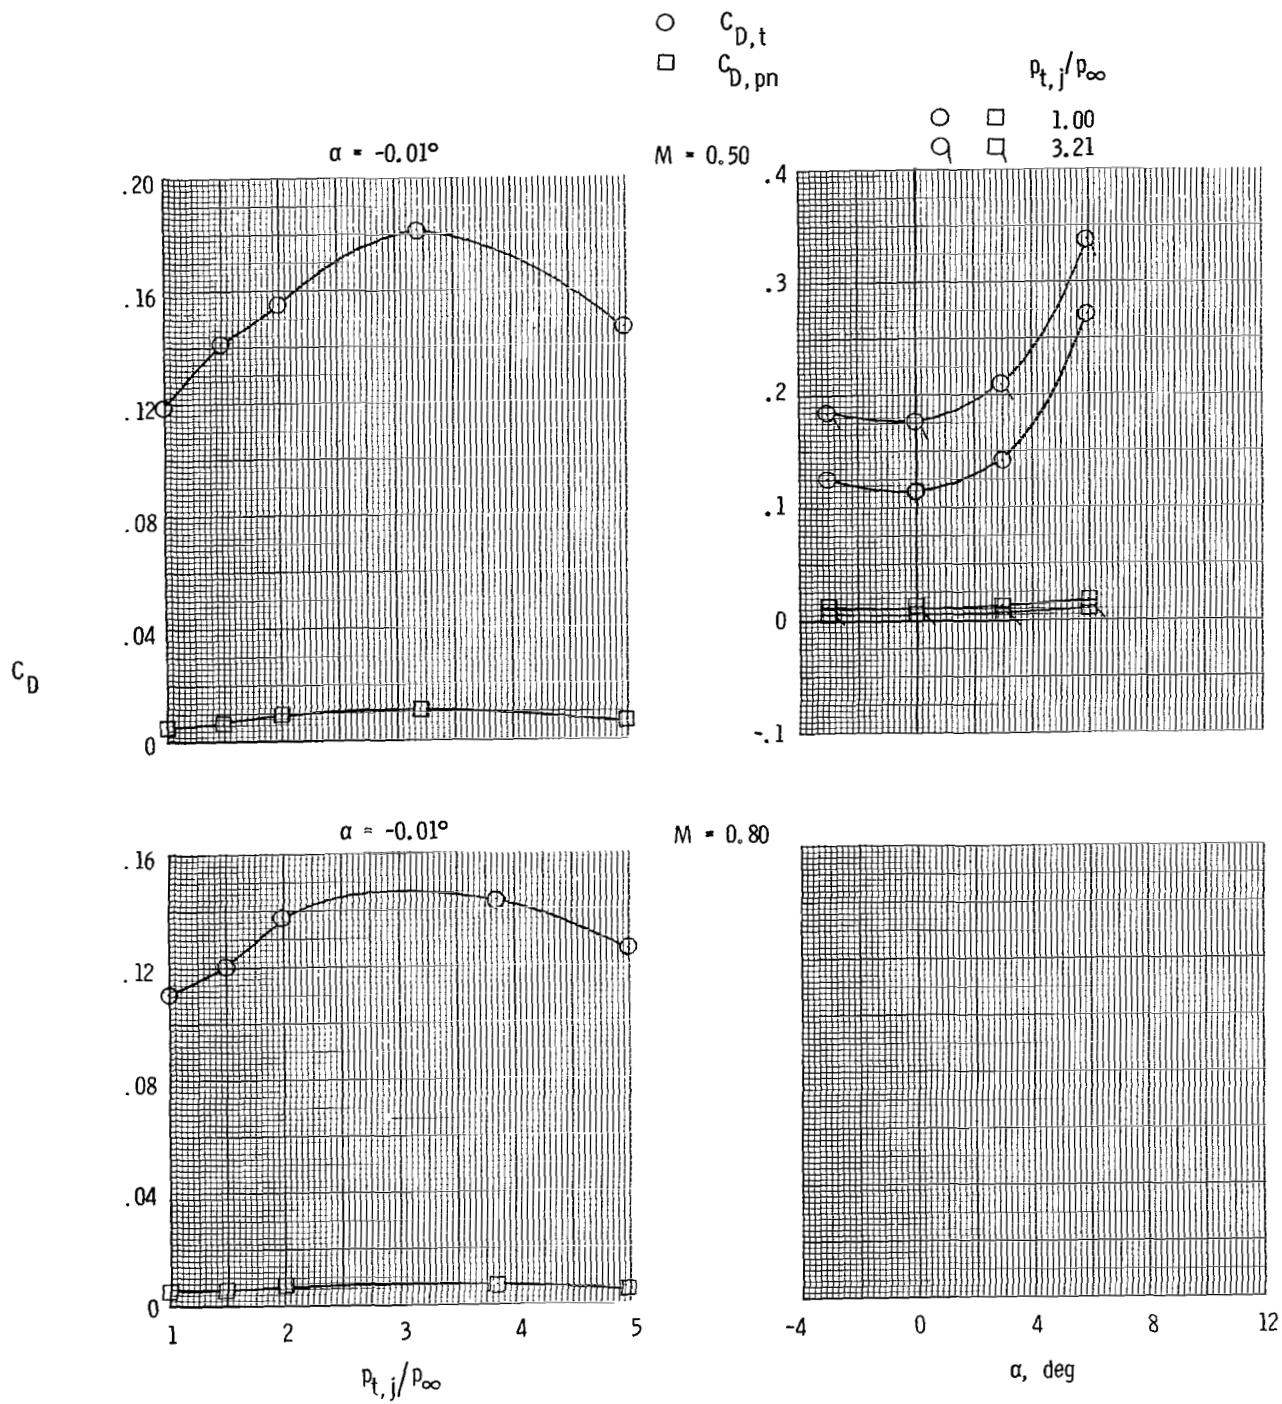 C_D,t
C_D,pn
p_t,j/p_∞
1.00
3.21
α = -0.01°
M = 0.50
.20
.16
.12
.08
.04
0
.4
.3
.2
.1
0
-.1
C_D
α = -0.01°
M = 0.80
.16
.12
.08
.04
0
1 2 3 4 5
p_t,j/p_∞
-4 0 4 8 12
α, deg